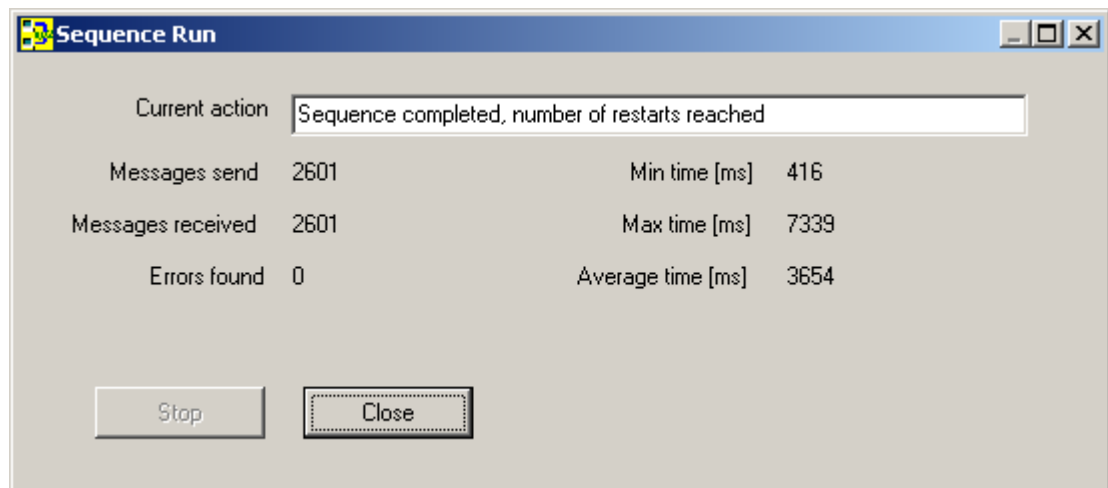 Sequence Run
Current action Sequence completed, number of restarts reached
Messages send 2601 Min time [ms] 416
Messages received 2601 Max time [ms] 7339
Errors found 0 Average time [ms] 3654
Stop Close